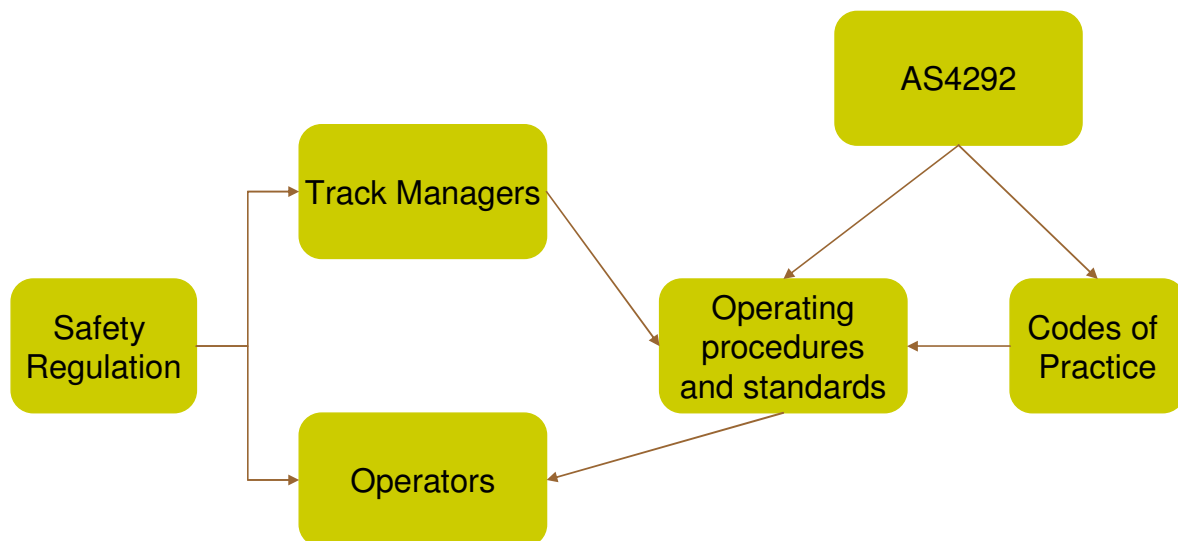 AS4292
Track Managers
Safety
Regulation
Operating
procedures
and standards
Codes of
Practice
Operators